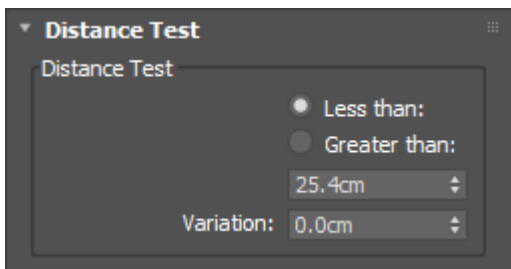 Distance Test
Distance Test
Less than:
Greater than:
25.4cm
Variation: 0.0cm